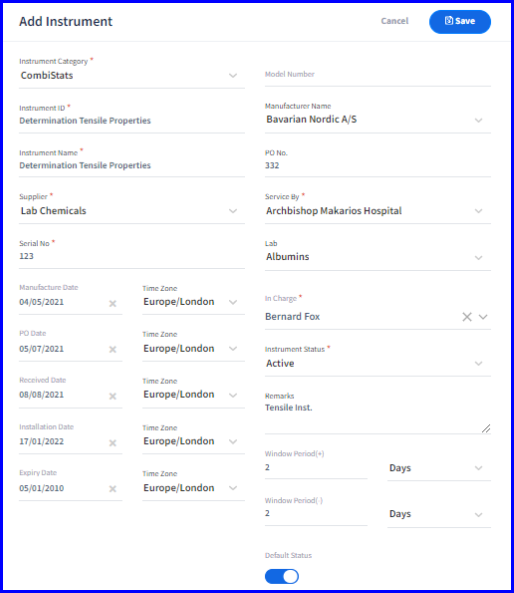 Add Instrument
Cancel
Save
Instrument Category *
CombiStats
Instrument ID *
Determination Tensile Properties
Instrument Name *
Determination Tensile Properties
Supplier *
Lab Chemicals
Serial No *
123
Manufacture Date
04/05/2021
Time Zone
Europe/London
PO Date
05/07/2021
Time Zone
Europe/London
Received Date
08/08/2021
Time Zone
Europe/London
Installation Date
17/01/2022
Time Zone
Europe/London
Expiry Date
05/01/2010
Time Zone
Europe/London
Model Number
Manufacturer Name
Bavarian Nordic A/S
PO No.
332
Service By *
Archbishop Makarios Hospital
Lab
Albumins
In Charge *
Bernard Fox
Instrument Status *
Active
Remarks
Tensile Inst.
Window Period(+)
2
Days
Window Period(-)
2
Days
Default Status